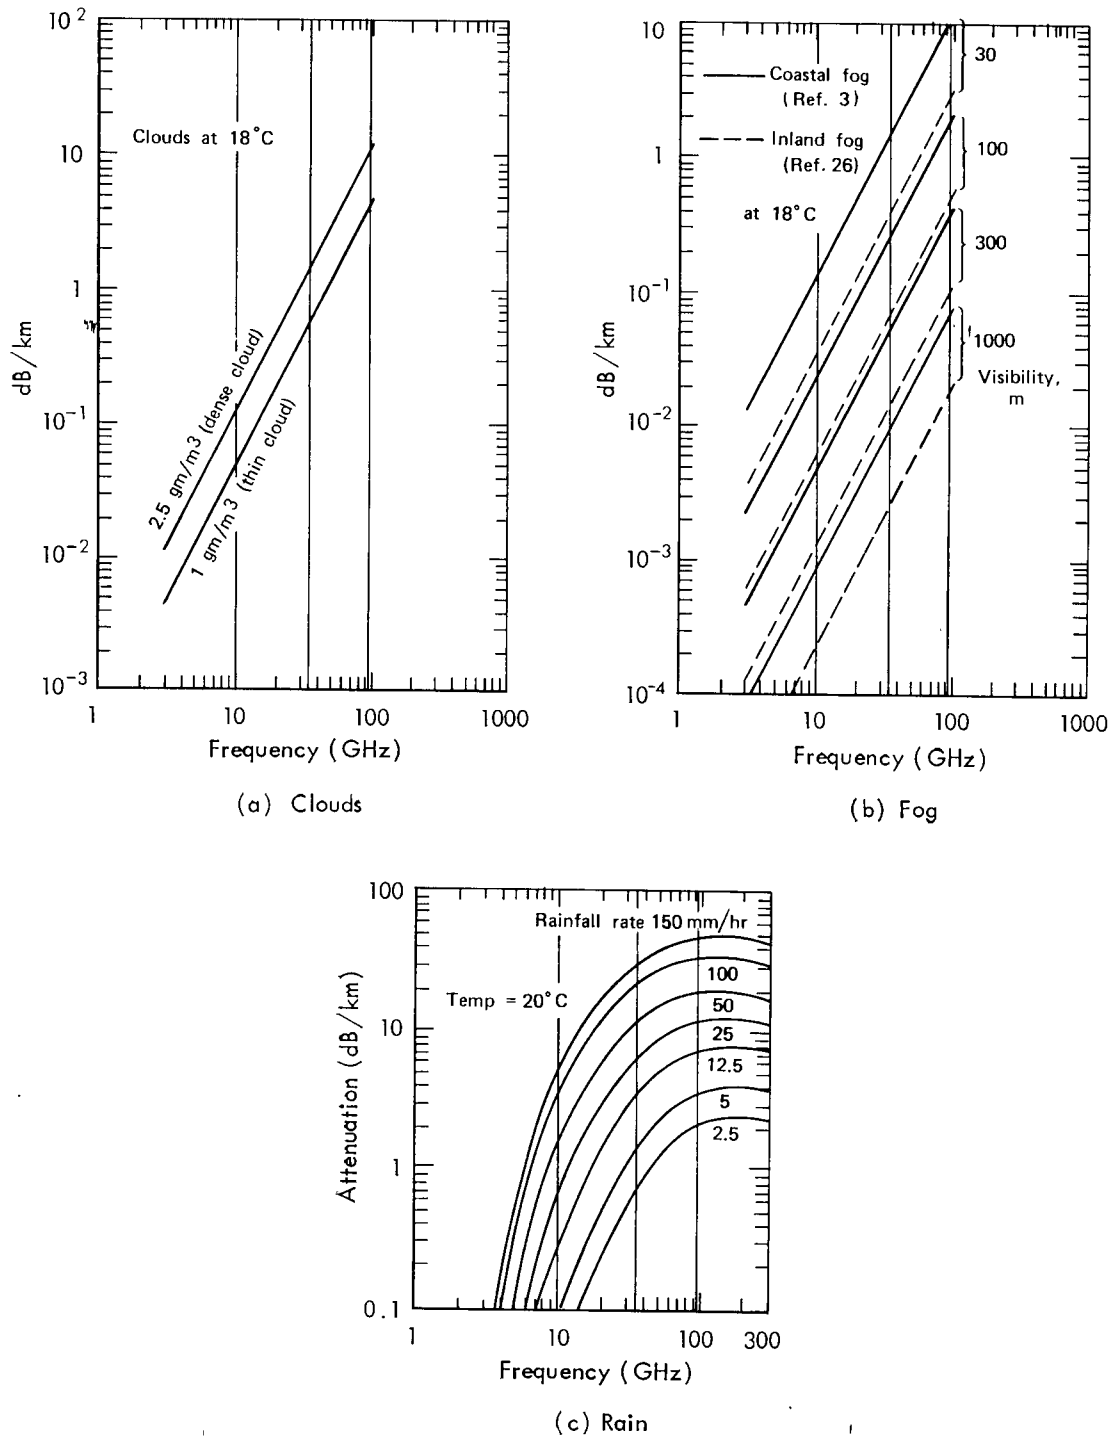 10^2
10
1
10^-1
10^-2
10^-3
dB/km
Clouds at 18°C
2.5 gm/m3 (dense cloud)
1 gm/m3 (thin cloud)
1 10 100 1000
Frequency (GHz)
(a) Clouds
10
1
10^-1
10^-2
10^-3
10^-4
dB/km
Coastal fog
(Ref. 3)
Inland fog
(Ref. 26)
at 18°C
30
100
300
1000
Visibility,
m
1 10 100 1000
Frequency (GHz)
(b) Fog
100
10
1
0.1
Attenuation (dB/km)
Rainfall rate 150 mm/hr
Temp = 20°C
100
50
25
12.5
5
2.5
1 10 100 300
Frequency (GHz)
(c) Rain